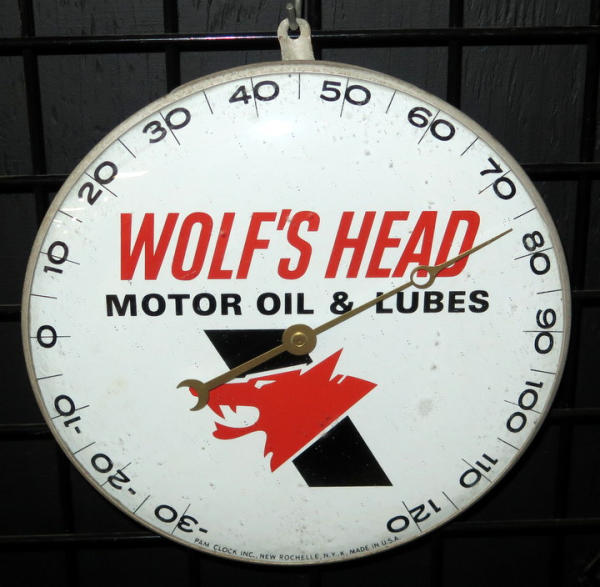 -30 -20 -10 0 10 20 30 40 50 60 70 80 90 100 110 120
WOLF'S HEAD
MOTOR OIL & LUBES
PAM CLOCK INC., NEW ROCHELLE, N.Y.K. MADE IN U.S.A.